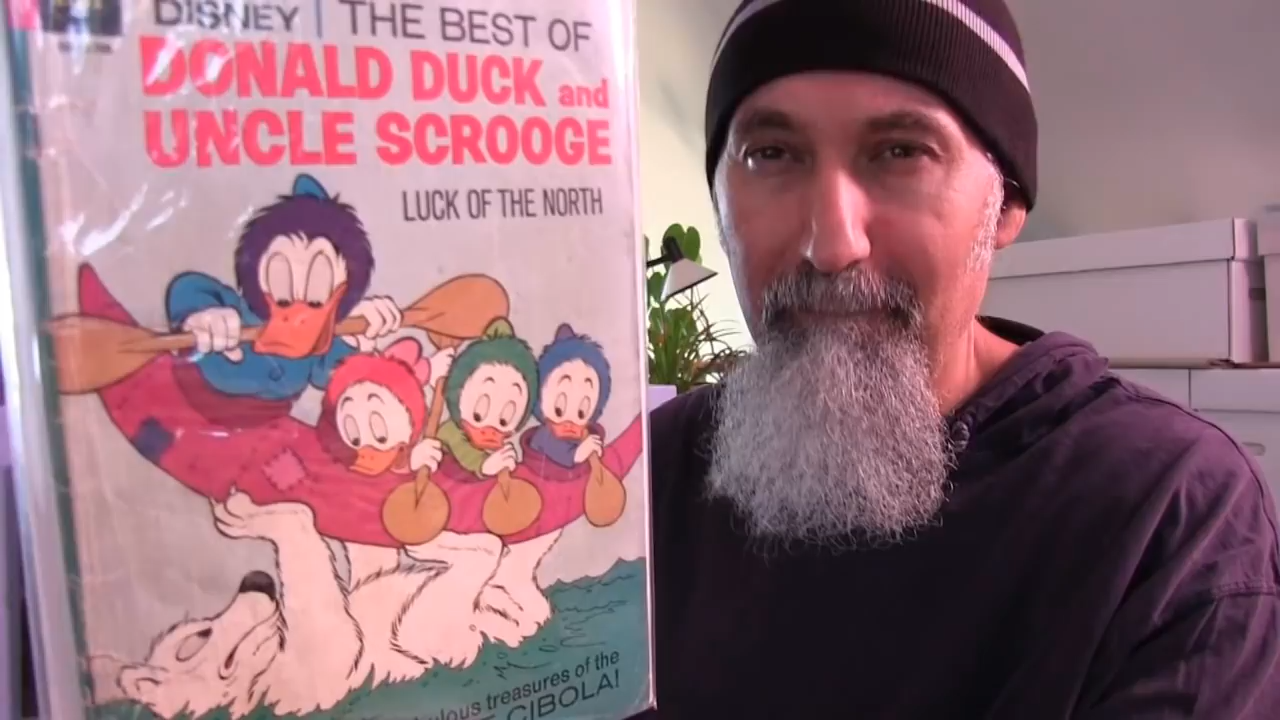 DISNEY | THE BEST OF
DONALD DUCK and
UNCLE SCROOGE
LUCK OF THE NORTH
treasures of the
CIBOLA!